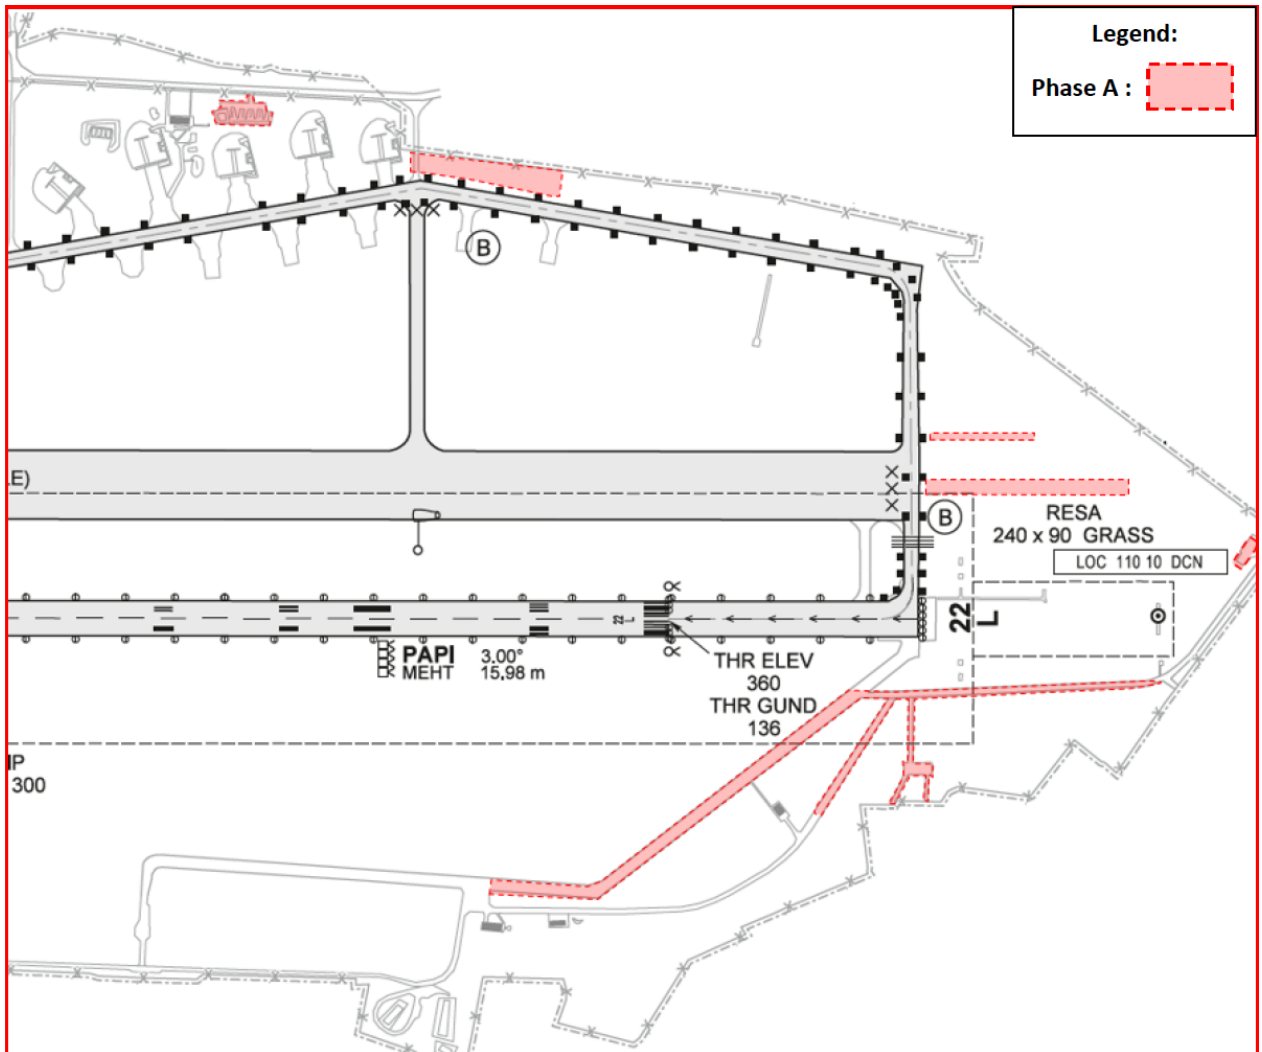 Legend:
Phase A :
B
.E)
B
RESA
240 x 90 GRASS
LOC 110 10 DCN
22
L
22
L
PAPI
MEHT
3.00°
15,98 m
THR ELEV
360
THR GUND
136
IP
300